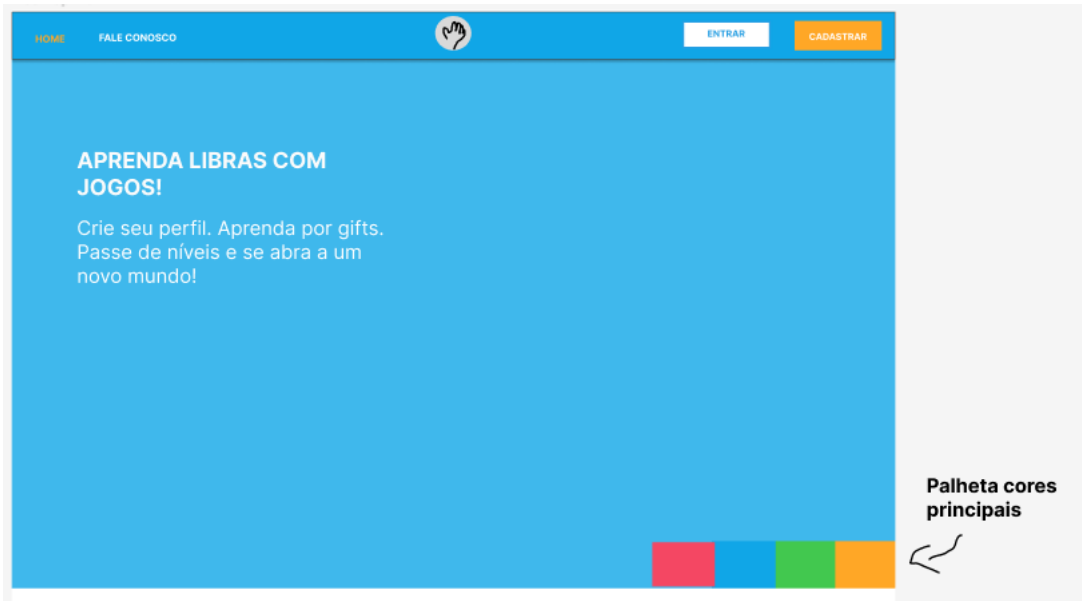 HOME
FALE CONOSCO
ENTRAR
CADASTRAR
APRENDA LIBRAS COM
JOGOS!
Crie seu perfil. Aprenda por gifts.
Passe de níveis e se abra a um
novo mundo!
Palheta cores
principais